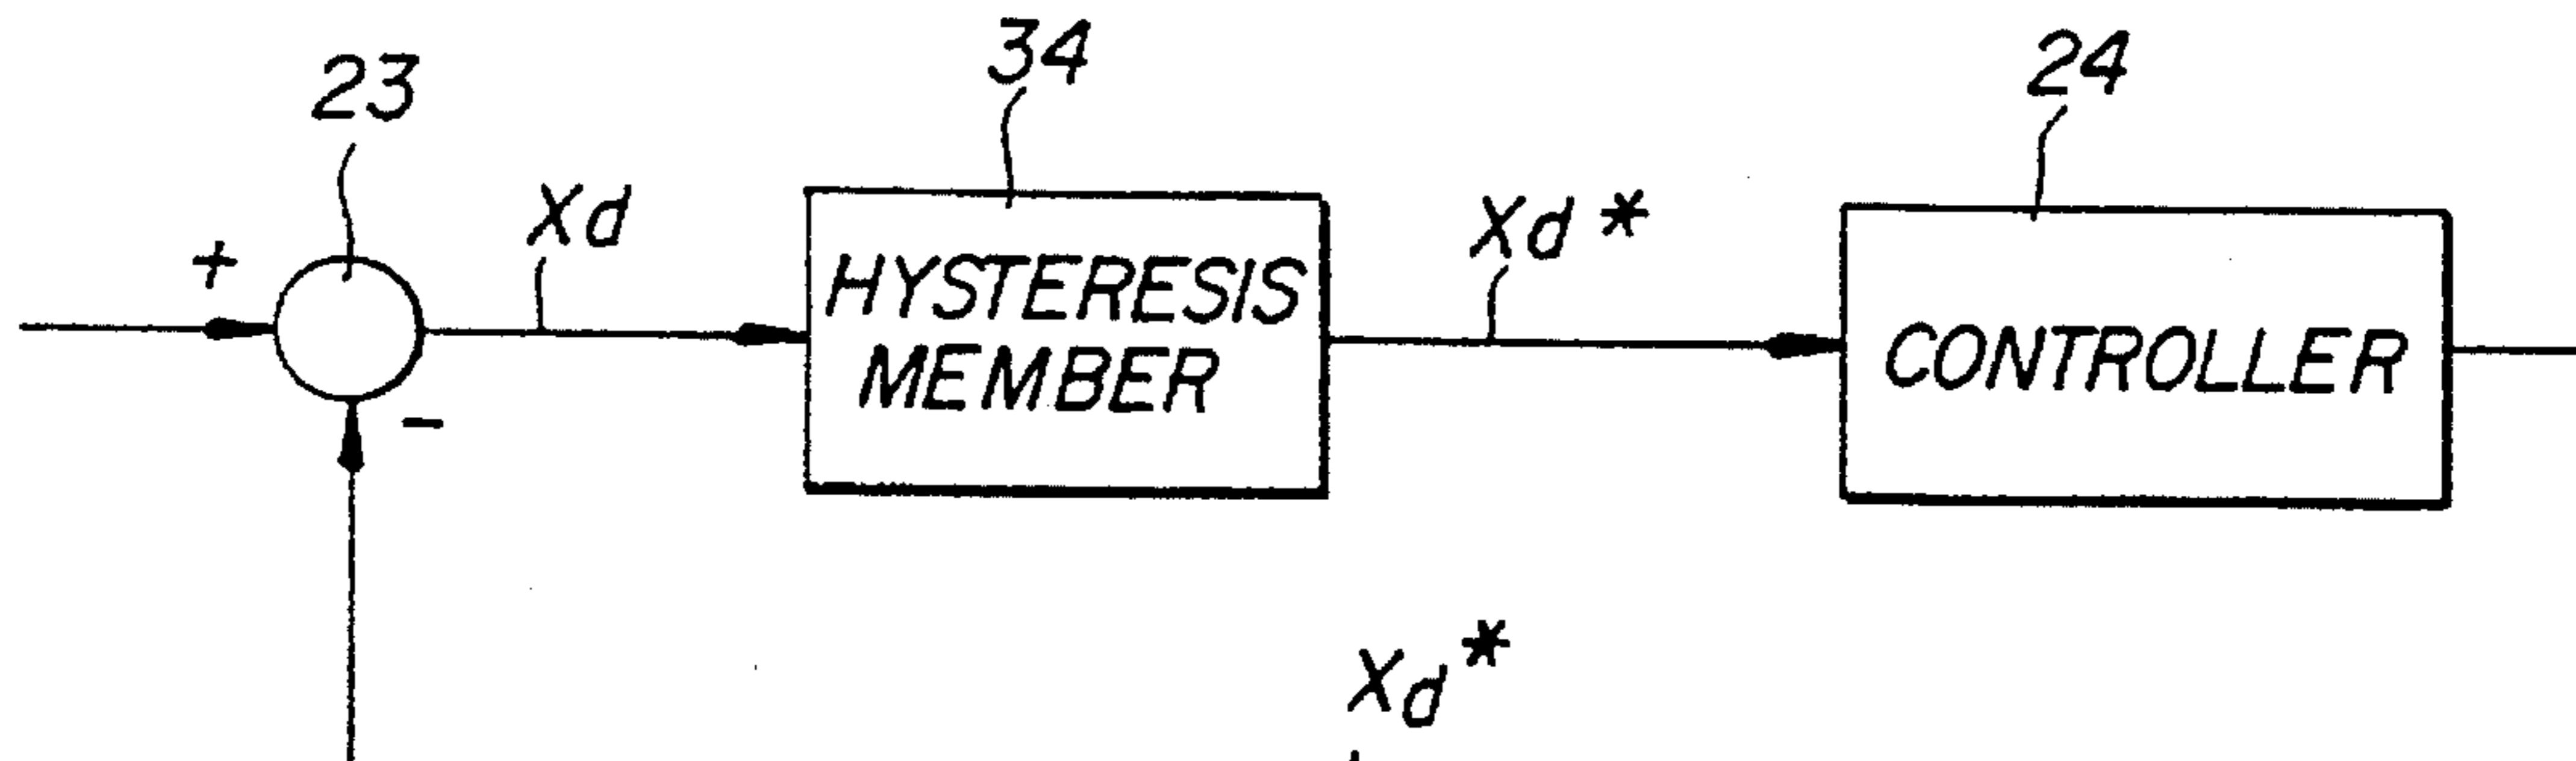 23
34
24
Xd
Xd*
+
HYSTERESIS
MEMBER
CONTROLLER
-
Xd*